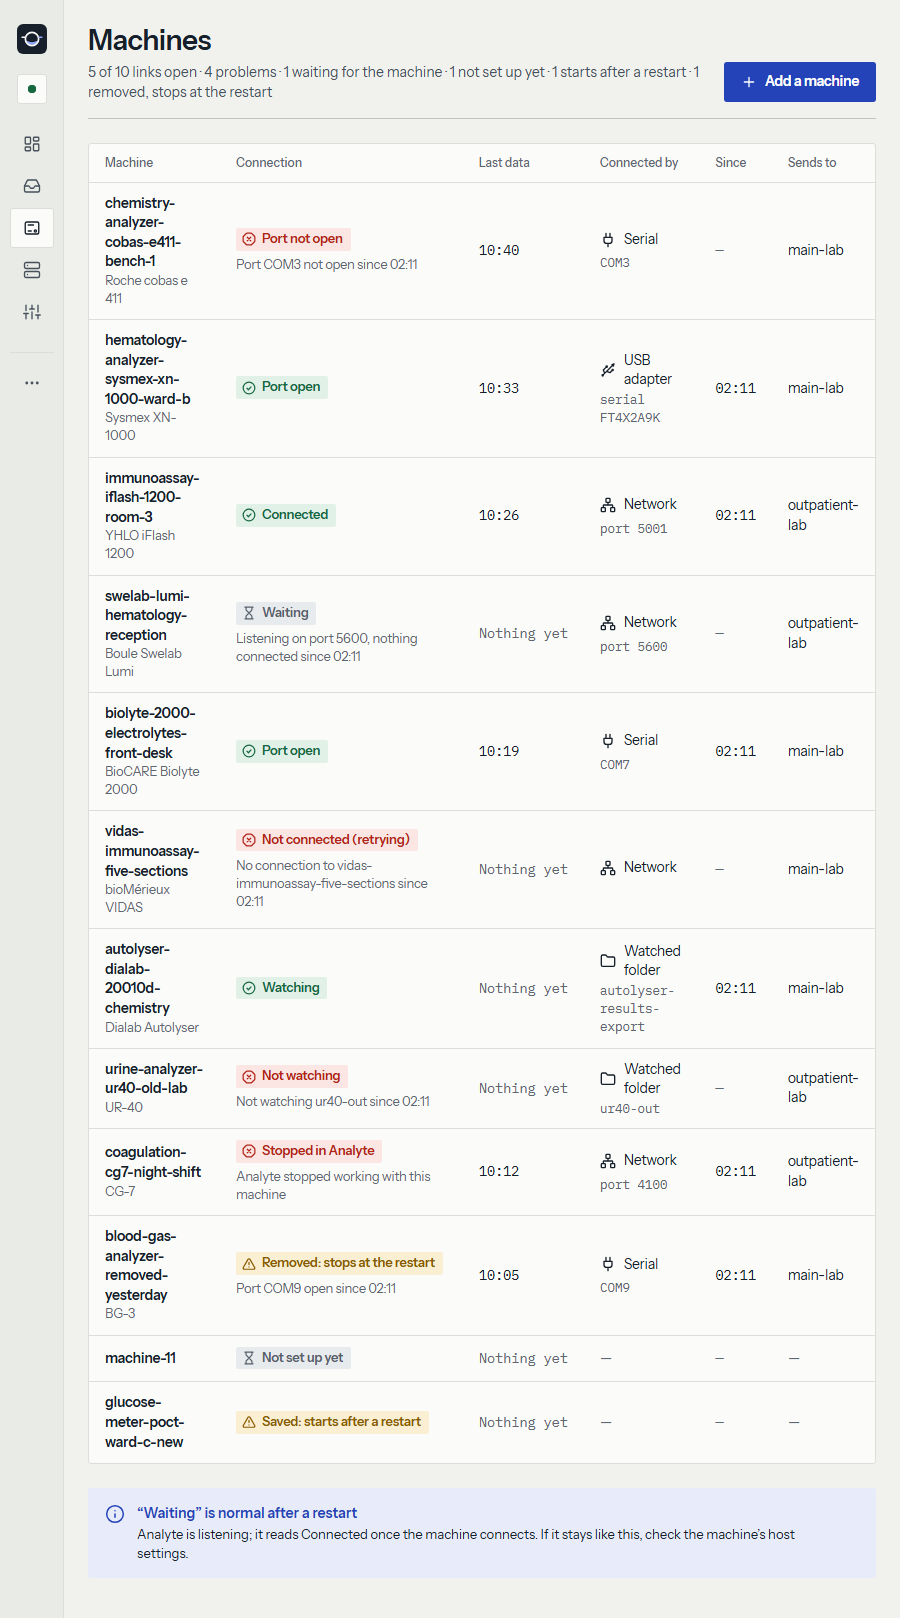 Machines
5 of 10 links open · 4 problems · 1 waiting for the machine · 1 not set up yet · 1 starts after a restart · 1
removed, stops at the restart
Add a machine
Machine
Connection
Last data
Connected by
Since
Sends to
chemistry-
analyzer-
cobas-e411-
bench-1
Roche cobas e
411
Port not open
Port COM3 not open since 02:11
10:40
Serial
COM3
—
main-lab
hematology-
analyzer-
sysmex-xn-
1000-ward-b
Sysmex XN-
1000
Port open
10:33
USB
adapter
serial
FT4X2A9K
02:11
main-lab
immunoassay-
iflash-1200-
room-3
YHLO iFlash
1200
Connected
10:26
Network
port 5001
02:11
outpatient-
lab
swelab-lumi-
hematology-
reception
Boule Swelab
Lumi
Waiting
Listening on port 5600, nothing
connected since 02:11
Nothing yet
Network
port 5600
—
outpatient-
lab
biolyte-2000-
electrolytes-
front-desk
BioCARE Biolyte
2000
Port open
10:19
Serial
COM7
02:11
main-lab
vidas-
immunoassay-
five-sections
bioMérieux
VIDAS
Not connected (retrying)
No connection to vidas-
immunoassay-five-sections since
02:11
Nothing yet
Network
—
main-lab
autolyser-
dialab-
20010d-
chemistry
Dialab Autolyser
Watching
Nothing yet
Watched
folder
autolyser-
results-
export
02:11
main-lab
urine-analyzer-
ur40-old-lab
UR-40
Not watching
Not watching ur40-out since 02:11
Nothing yet
Watched
folder
ur40-out
—
outpatient-
lab
coagulation-
cg7-night-shift
CG-7
Stopped in Analyte
Analyte stopped working with this
machine
10:12
Network
port 4100
02:11
outpatient-
lab
blood-gas-
analyzer-
removed-
yesterday
BG-3
Removed: stops at the restart
Port COM9 open since 02:11
10:05
Serial
COM9
02:11
main-lab
machine-11
Not set up yet
Nothing yet
—
—
—
glucose-
meter-poct-
ward-c-new
Saved: starts after a restart
Nothing yet
—
—
—
“Waiting” is normal after a restart
Analyte is listening; it reads Connected once the machine connects. If it stays like this, check the machine's host
settings.